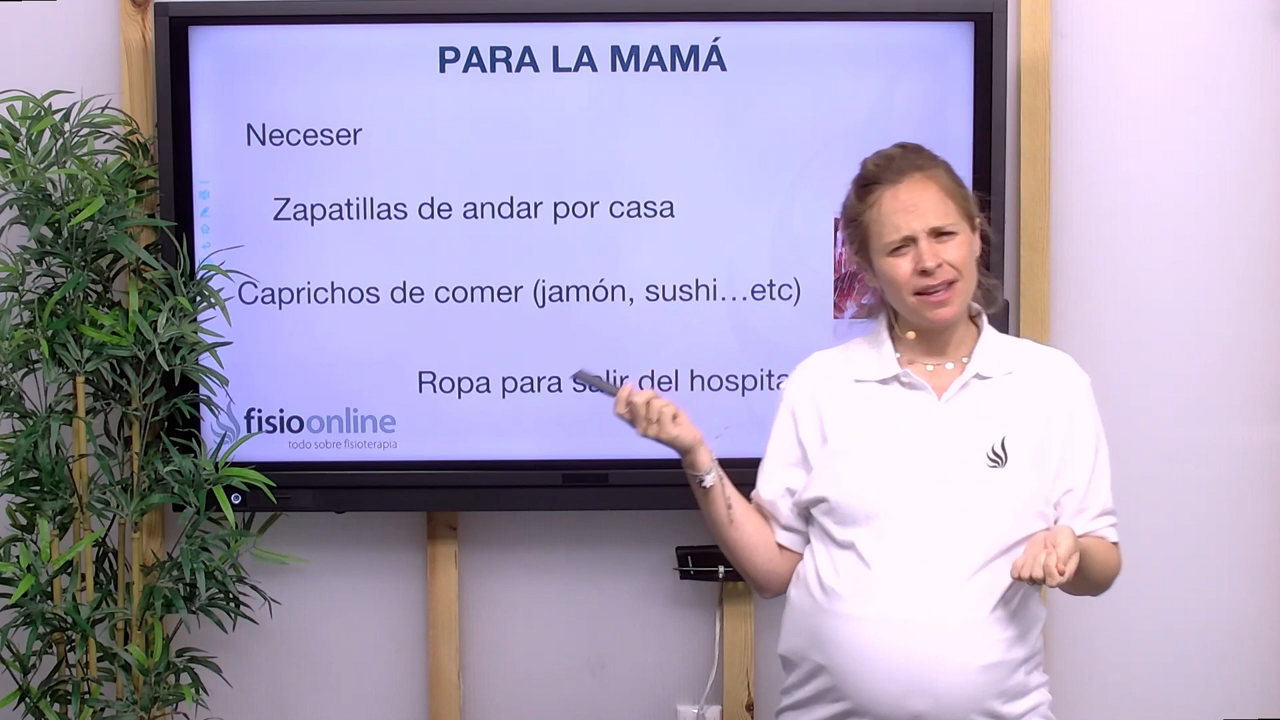 PARA LA MAMÁ
Neceser
Zapatillas de andar por casa
Caprichos de comer (jamón, sushi...etc)
Ropa para salir del hospita
fisioonline
todo sobre fisioterapia